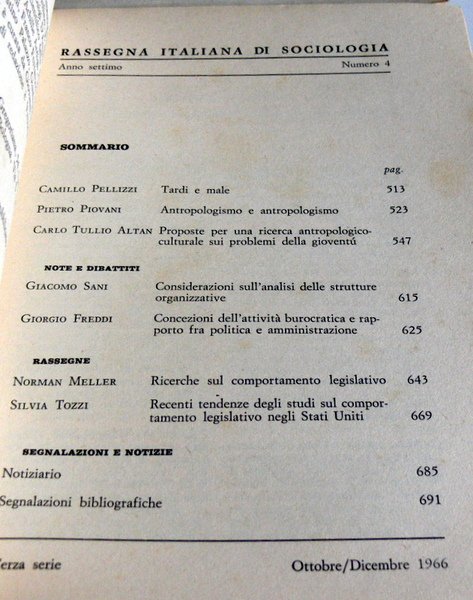 RASSEGNA ITALIANA DI SOCIOLOGIA
Anno settimo Numero 4
SOMMARIO
pag.
CAMILLO PELLIZZI Tardi e male 513
PIETRO PIOVANI Antropologismo e antropologismo 523
CARLO TULLIO ALTAN Proposte per una ricerca antropologico-
culturale sui problemi della gioventú 547
NOTE E DIBATTITI
GIACOMO SANI Considerazioni sull'analisi delle strutture
organizzative 615
GIORGIO FREDDI Concezioni dell'attività burocratica e rap-
porto fra politica e amministrazione 625
RASSEGNE
NORMAN MELLER Ricerche sul comportamento legislativo 643
SILVIA TOZZI Recenti tendenze degli studi sul compor-
tamento legislativo negli Stati Uniti 669
SEGNALAZIONI E NOTIZIE
Notiziario 685
Segnalazioni bibliografiche 691
erza serie Ottobre/Dicembre 1966